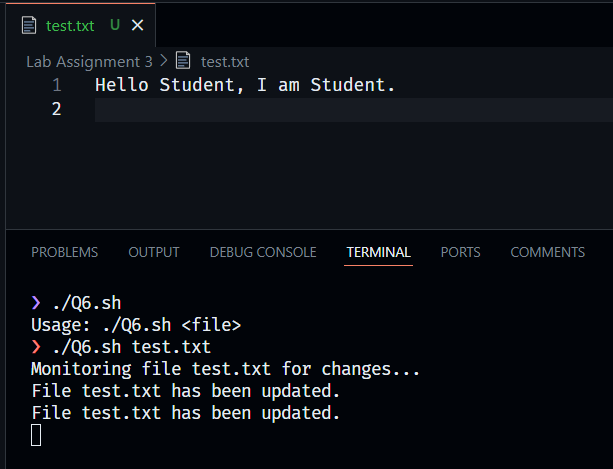 test.txt U ×
Lab Assignment 3 > test.txt
1 Hello Student, I am Student.
2
PROBLEMS OUTPUT DEBUG CONSOLE TERMINAL PORTS COMMENTS
❯ ./Q6.sh
Usage: ./Q6.sh <file>
❯ ./Q6.sh test.txt
Monitoring file test.txt for changes...
File test.txt has been updated.
File test.txt has been updated.